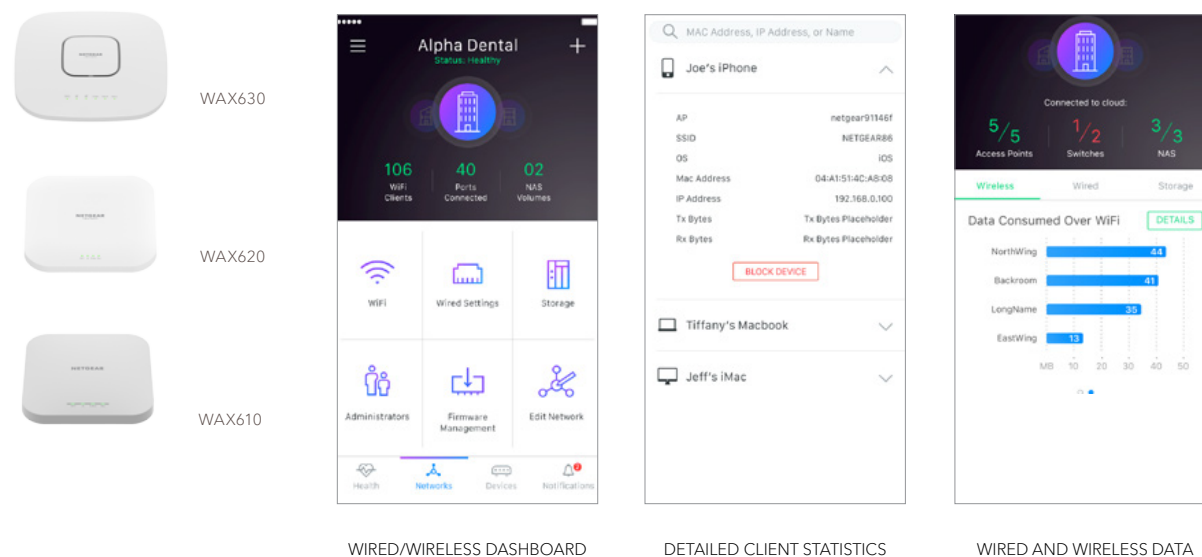 NETGEAR
WAX630
NETGEAR
WAX620
NETGEAR
WAX610
Alpha Dental
Status: Healthy
106
40
02
WiFi
Clients
Ports
Connected
NAS
Volumes
WiFi
Wired Settings
Storage
Administrators
Firmware
Management
Edit Network
Health
Networks
Devices
2
Notifications
WIRED/WIRELESS DASHBOARD
MAC Address, IP Address, or Name
Joe's iPhone
AP netgear91146f
SSID NETGEAR86
OS iOS
Mac Address 04:A1:51:4C:A8:08
IP Address 192.168.0.100
Tx Bytes Tx Bytes Placeholder
Rx Bytes Rx Bytes Placeholder
BLOCK DEVICE
Tiffany's Macbook
Jeff's iMac
DETAILED CLIENT STATISTICS
Connected to cloud:
5/5
1/2
3/3
Access Points
Switches
NAS
Wireless
Wired
Storage
Data Consumed Over WiFi
DETAILS
NorthWing 44
Backroom 41
LongName 35
EastWing 13
MB 10 20 30 40 50
WIRED AND WIRELESS DATA